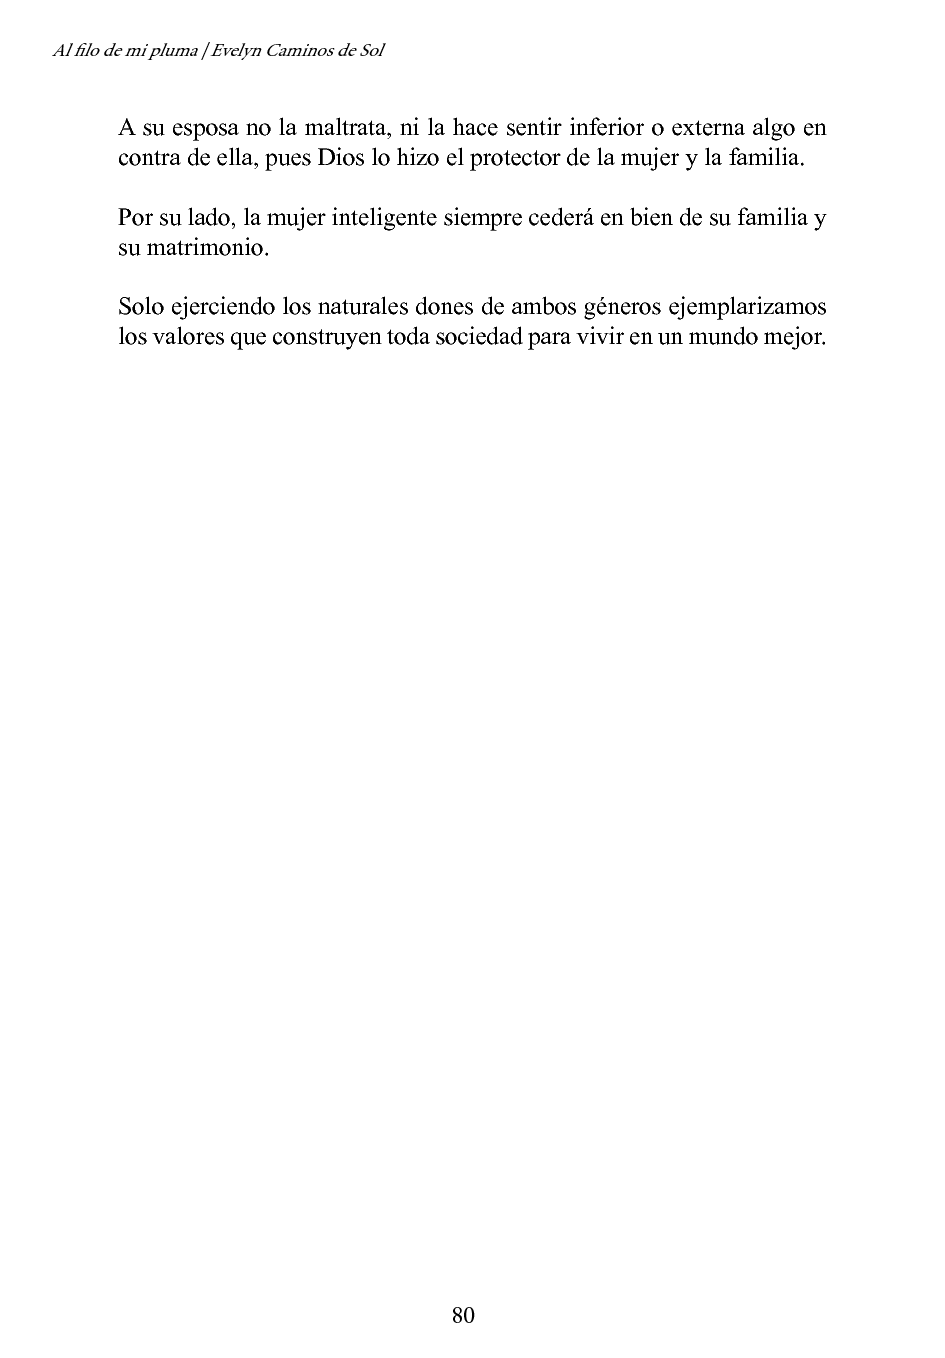 Al filo de mi pluma | Evelyn Caminos de Sol
A su esposa no la maltrata, ni la hace sentir inferior o externa algo en
contra de ella, pues Dios lo hizo el protector de la mujer y la familia.
Por su lado, la mujer inteligente siempre cederá en bien de su familia y
su matrimonio.
Solo ejerciendo los naturales dones de ambos géneros ejemplarizamos
los valores que construyen toda sociedad para vivir en un mundo mejor.
80